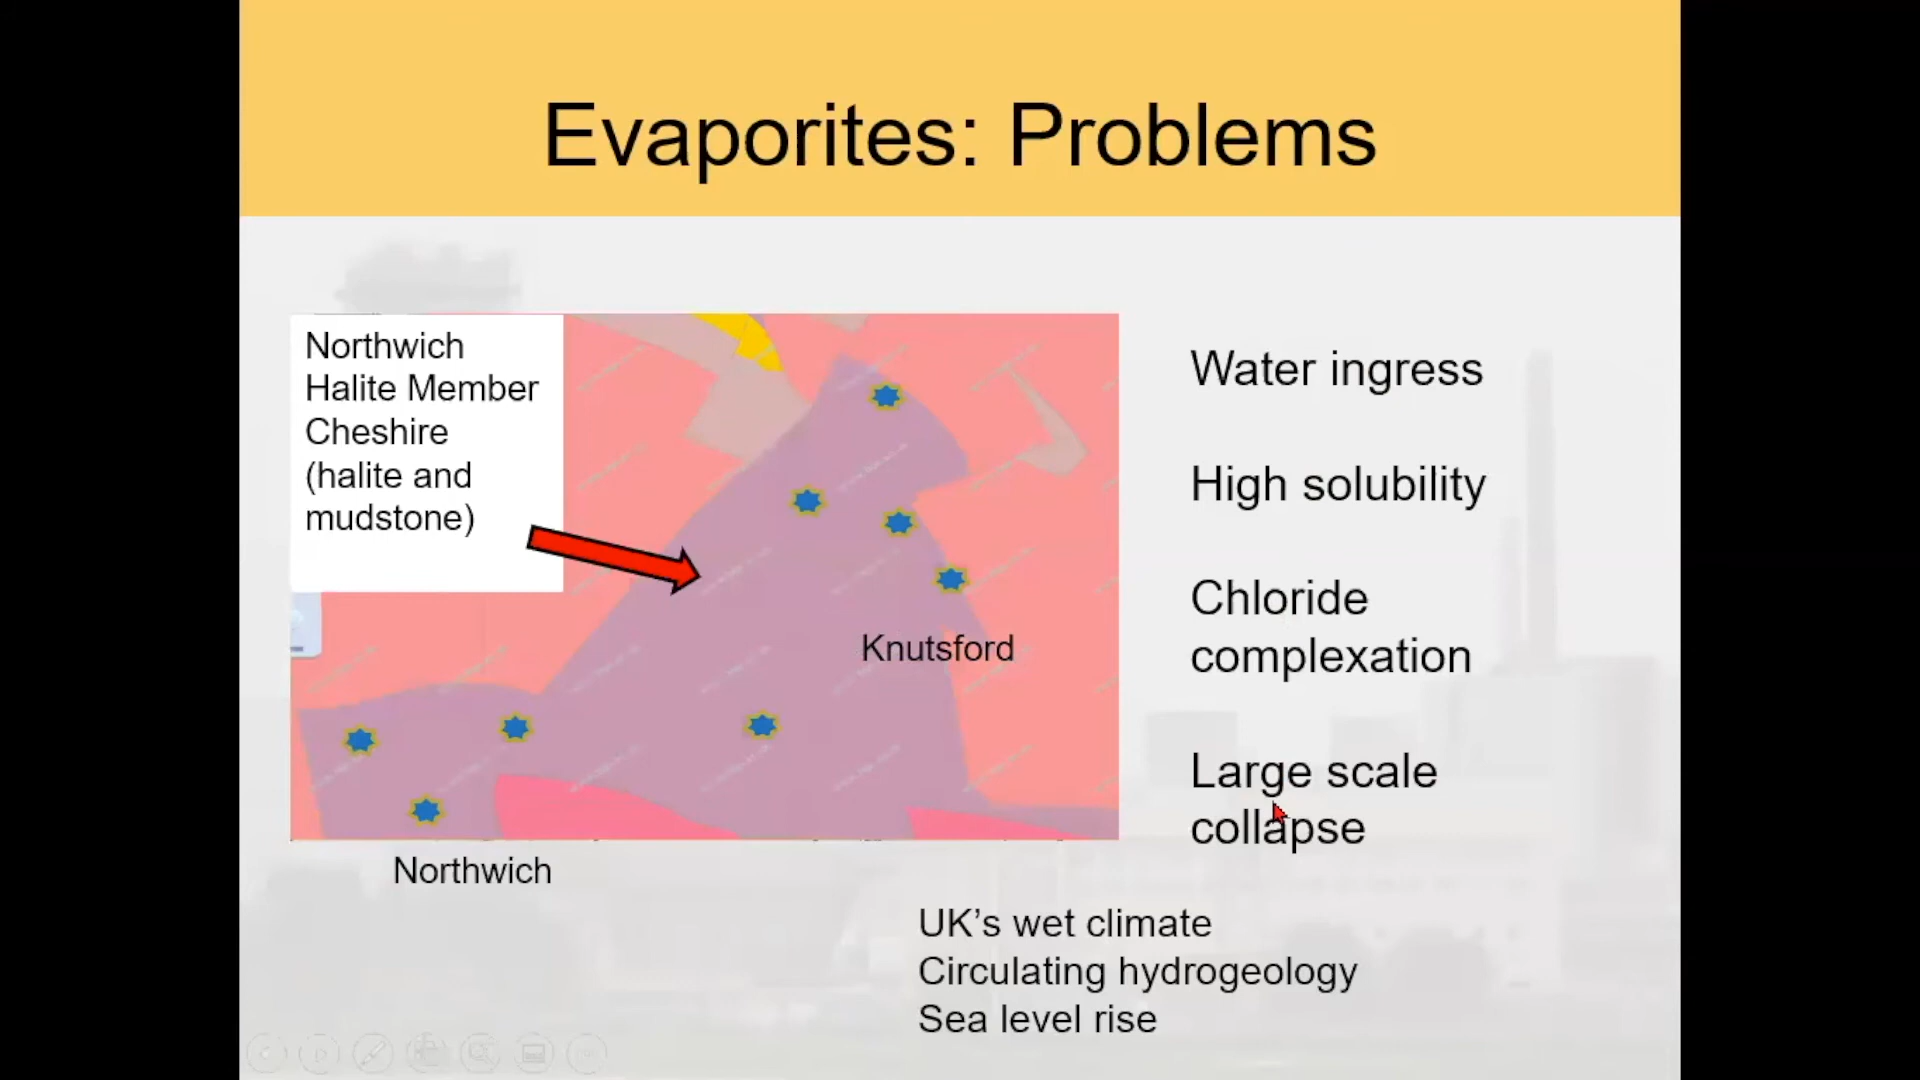 Evaporites: Problems
Northwich
Halite Member
Cheshire
(halite and
mudstone)
Knutsford
Northwich
Water ingress
High solubility
Chloride
complexation
Large scale
collapse
UK’s wet climate
Circulating hydrogeology
Sea level rise